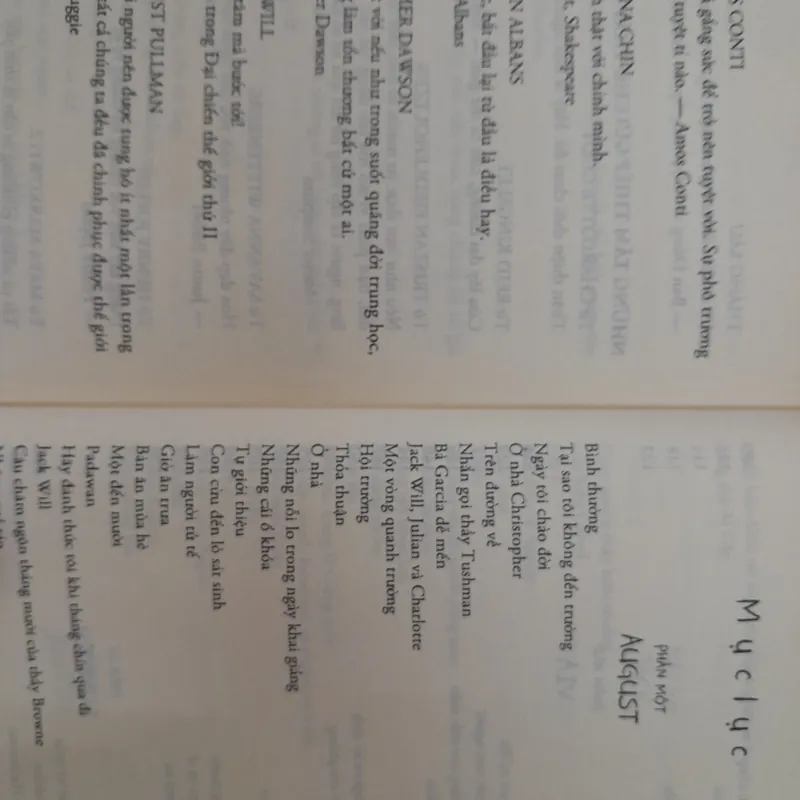 CONTI
gắng sức để trở nên tuyệt vời. Sự phô trương
tuyệt tí nào. — Amos Conti
NA CHIN
thật với chính mình.
Shakespeare
N ALBANS
bắt đầu lại từ đầu là điều hay.
Albans
MER DAWSON
với nếu như trong suốt quãng đời trung học,
làm tổn thương bất cứ một ai.
er Dawson
WILL
tâm mà bước tới!
trong Đại chiến thế giới thứ II
ST PULLMAN
người nên được tung hô ít nhất một lần trong
tất cả chúng ta đều đã chinh phục được thế giới
uggie
Mục lục
PHẦN MỘT
AUGUST
Bình thường
Tại sao tôi không đến trường
Ngày tôi chào đời
Ở nhà Christopher
Trên đường về
Nhắn gọi thầy Tushman
Bà Garcia dễ mến
Jack Will, Julian và Charlotte
Một vòng quanh trường
Hội trường
Thỏa thuận
Ở nhà
Những nỗi lo trong ngày khai giảng
Những cái ổ khóa
Tự giới thiệu
Con cừu đến lò sát sinh
Làm người tử tế
Giờ ăn trưa
Bàn ăn mùa hè
Một đến mười
Padawan
Hãy đánh thức tôi khi tháng chín qua đi
Jack Will
Câu châm ngôn tháng mười của thầy Browne